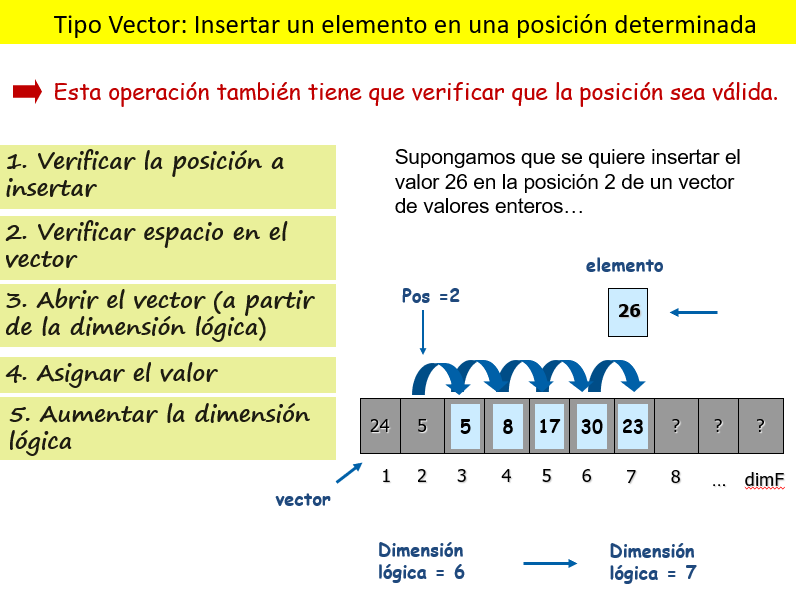 Tipo Vector: Insertar un elemento en una posición determinada
Esta operación también tiene que verificar que la posición sea válida.
1. Verificar la posición a
insertar
2. Verificar espacio en el
vector
3. Abrir el vector (a partir
de la dimensión lógica)
4. Asignar el valor
5. Aumentar la dimensión
lógica
Supongamos que se quiere insertar el
valor 26 en la posición 2 de un vector
de valores enteros…
elemento
Pos =2
26
24 5 5 8 17 30 23 ? ? ?
1 2 3 4 5 6 7 8 ... dimF
vector
Dimensión
lógica = 6
Dimensión
lógica = 7